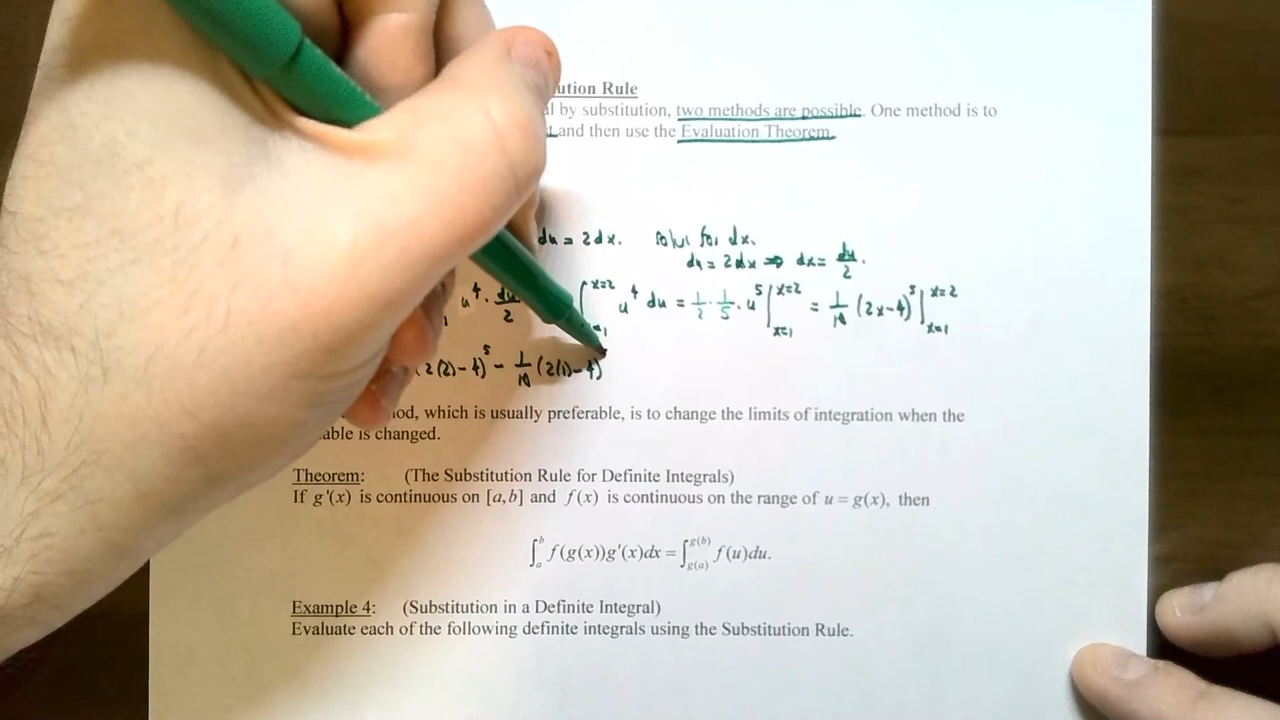 ution Rule
by substitution, two methods are possible. One method is to
and then use the Evaluation Theorem.
du = 2dx. solve for dx.
du = 2dx ⇒ dx = du/2.
u⁴ · du/2 ∫ₓ₌₁ˣ⁼² u⁴ du = 1/2 · 1/5 · u⁵ |ₓ₌₁ˣ⁼² = 1/10 (2x-4)⁵ |ₓ₌₁ˣ⁼²
(2(2)-4)⁵ - 1/10 (2(1)-4)
od, which is usually preferable, is to change the limits of integration when the
able is changed.
Theorem: (The Substitution Rule for Definite Integrals)
If g'(x) is continuous on [a,b] and f(x) is continuous on the range of u = g(x), then
∫ₐᵇ f(g(x))g'(x)dx = ∫_{g(a)}^{g(b)} f(u)du.
Example 4: (Substitution in a Definite Integral)
Evaluate each of the following definite integrals using the Substitution Rule.